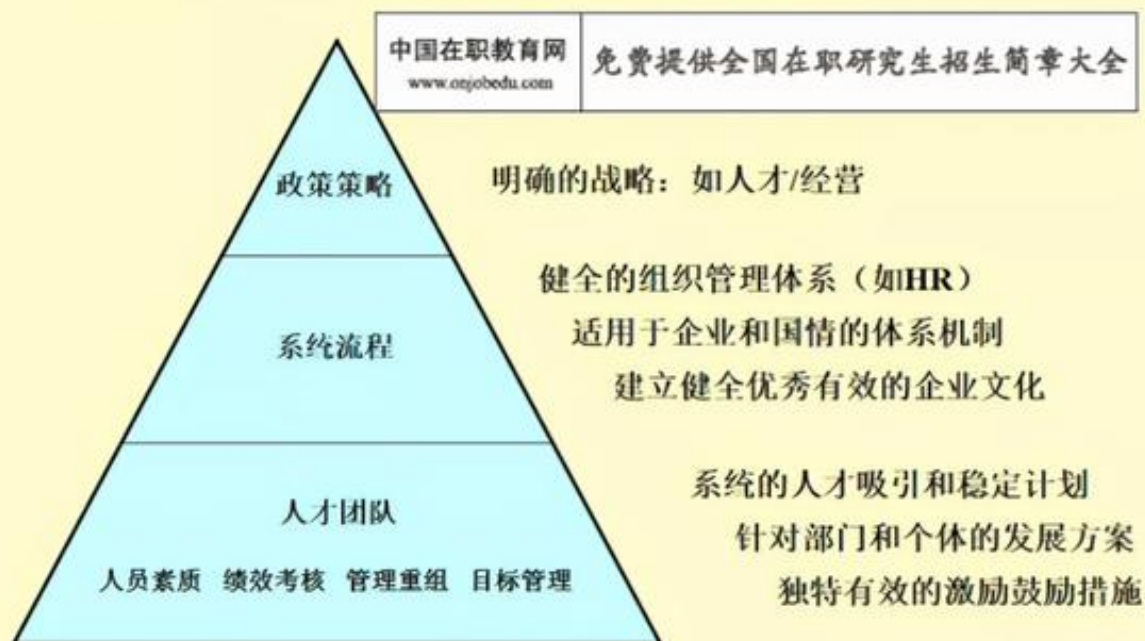 中国在职教育网
www.onjobedu.com
免费提供全国在职研究生招生简章大全
政策策略
明确的战略：如人才/经营
系统流程
健全的组织管理体系（如HR）
适用于企业和国情的体系机制
建立健全优秀有效的企业文化
人才团队
人员素质 绩效考核 管理重组 目标管理
系统的人才吸引和稳定计划
针对部门和个体的发展方案
独特有效的激励鼓励措施